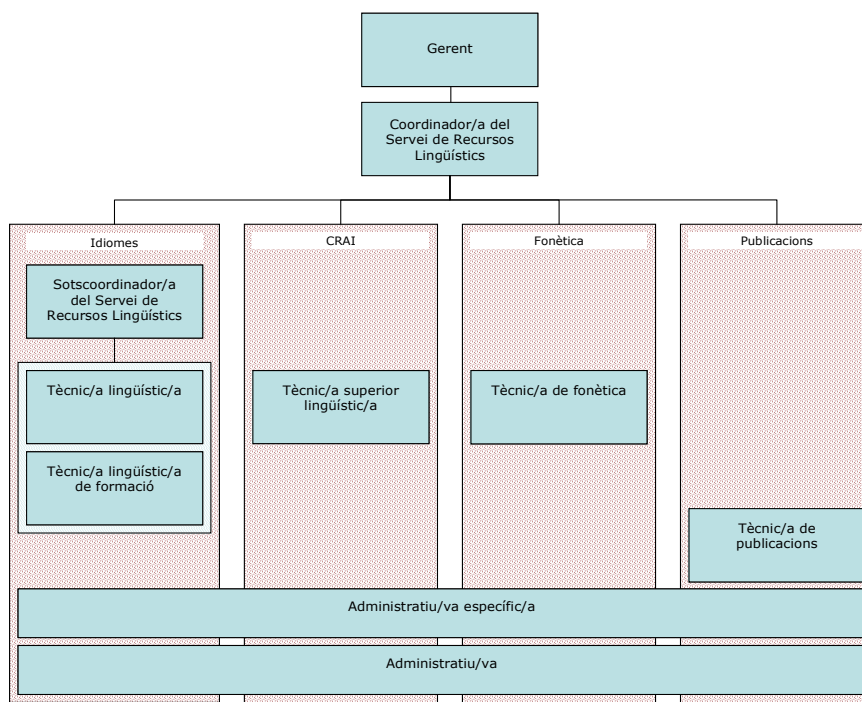 Gerent
Coordinador/a del
Servei de Recursos
Lingüístics
Idiomes
CRAI
Fonètica
Publicacions
Sotscoordinador/a
del Servei de
Recursos Lingüístics
Tècnic/a lingüístic/a
Tècnic/a superior
lingüístic/a
Tècnic/a de fonètica
Tècnic/a lingüístic/a
de formació
Tècnic/a de
publicacions
Administratiu/va específic/a
Administratiu/va